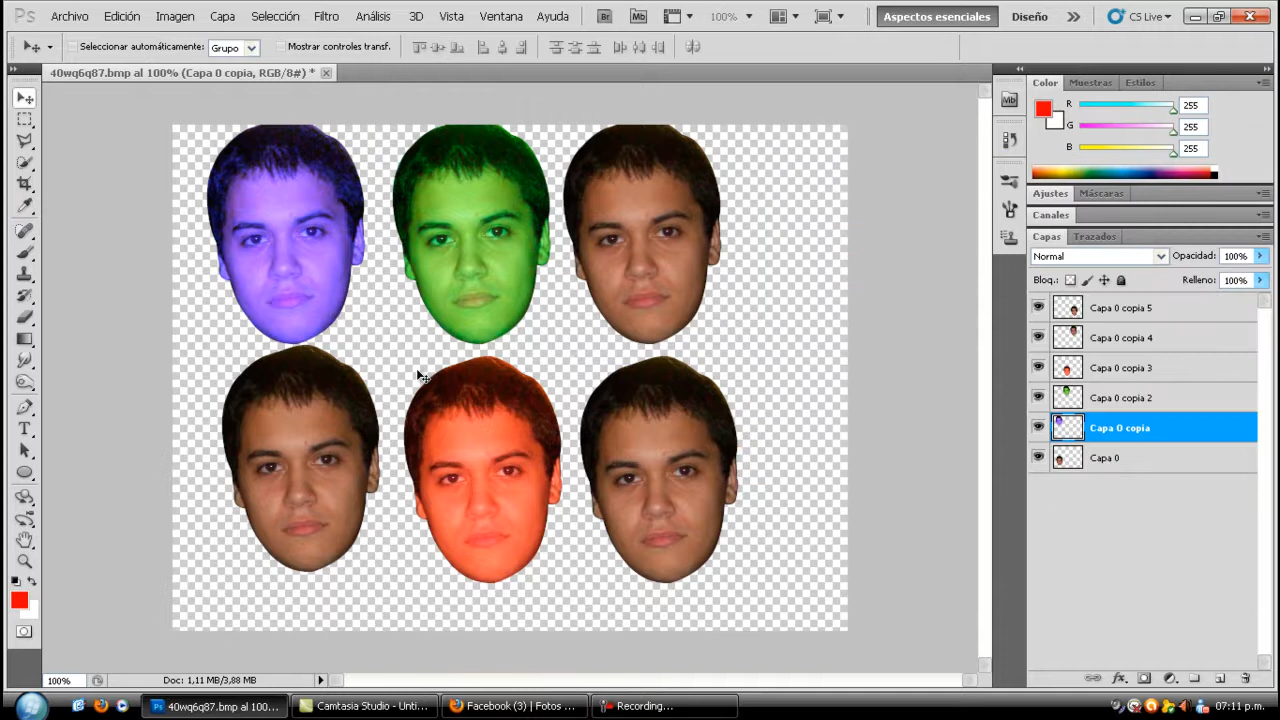 Ps Archivo Edición Imagen Capa Selección Filtro Análisis 3D Vista Ventana Ayuda Br Mb 100% Aspectos esenciales Diseño CS Live
Seleccionar automáticamente: Grupo Mostrar controles transf.
40wq6q87.bmp al 100% (Capa 0 copia, RGB/8#) *
Color Muestras Estilos
Mb
R 255
G 255
B 255
Ajustes Máscaras
Canales
Capas Trazados
Normal Opacidad: 100%
Bloq.: Relleno: 100%
Capa 0 copia 5
Capa 0 copia 4
Capa 0 copia 3
Capa 0 copia 2
Capa 0 copia
Capa 0
T
100% Doc: 1,11 MB/3,88 MB
fx
Ps 40wq6q87.bmp al 100... Camtasia Studio - Unti... Facebook (3) | Fotos ... Recording... 07:11 p.m.